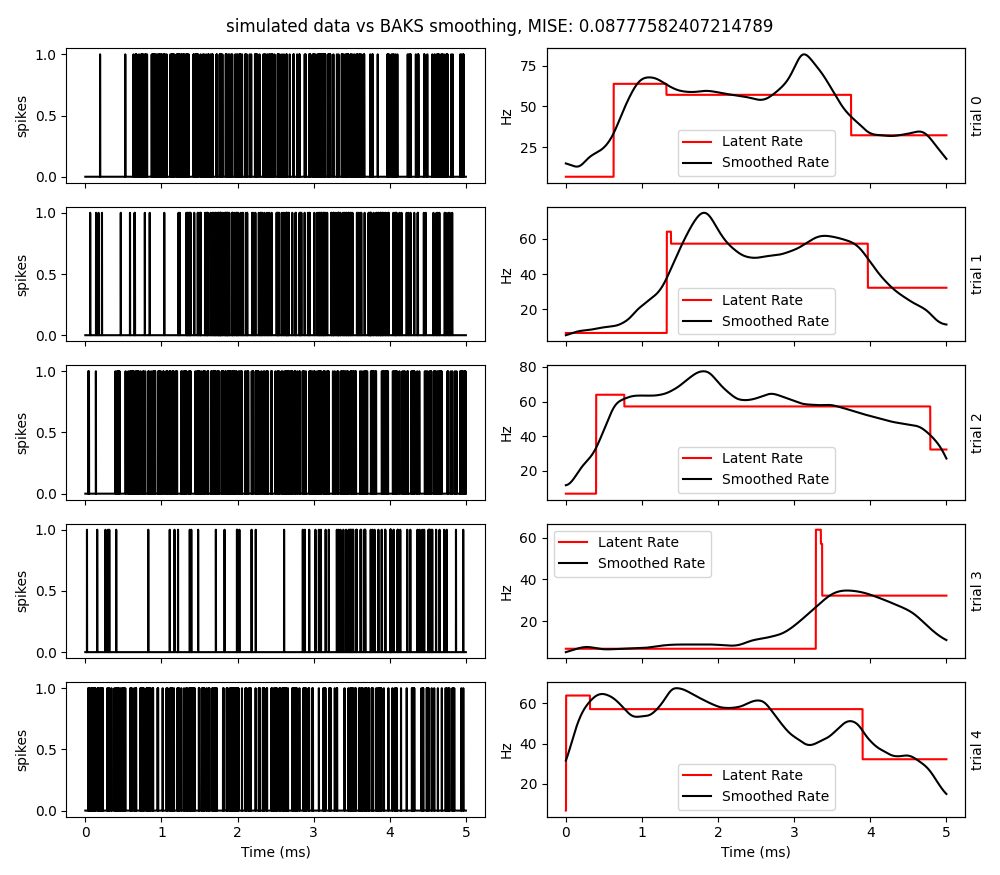 simulated data vs BAKS smoothing, MISE: 0.08777582407214789
1.0
0.5
0.0
spikes
75
50
25
Hz
Latent Rate
Smoothed Rate
trial 0
1.0
0.5
0.0
spikes
60
40
20
Hz
Latent Rate
Smoothed Rate
trial 1
1.0
0.5
0.0
spikes
80
60
40
20
Hz
Latent Rate
Smoothed Rate
trial 2
1.0
0.5
0.0
spikes
60
40
20
Hz
Latent Rate
Smoothed Rate
trial 3
1.0
0.5
0.0
spikes
60
40
20
Hz
Latent Rate
Smoothed Rate
trial 4
0 1 2 3 4 5
Time (ms)
0 1 2 3 4 5
Time (ms)